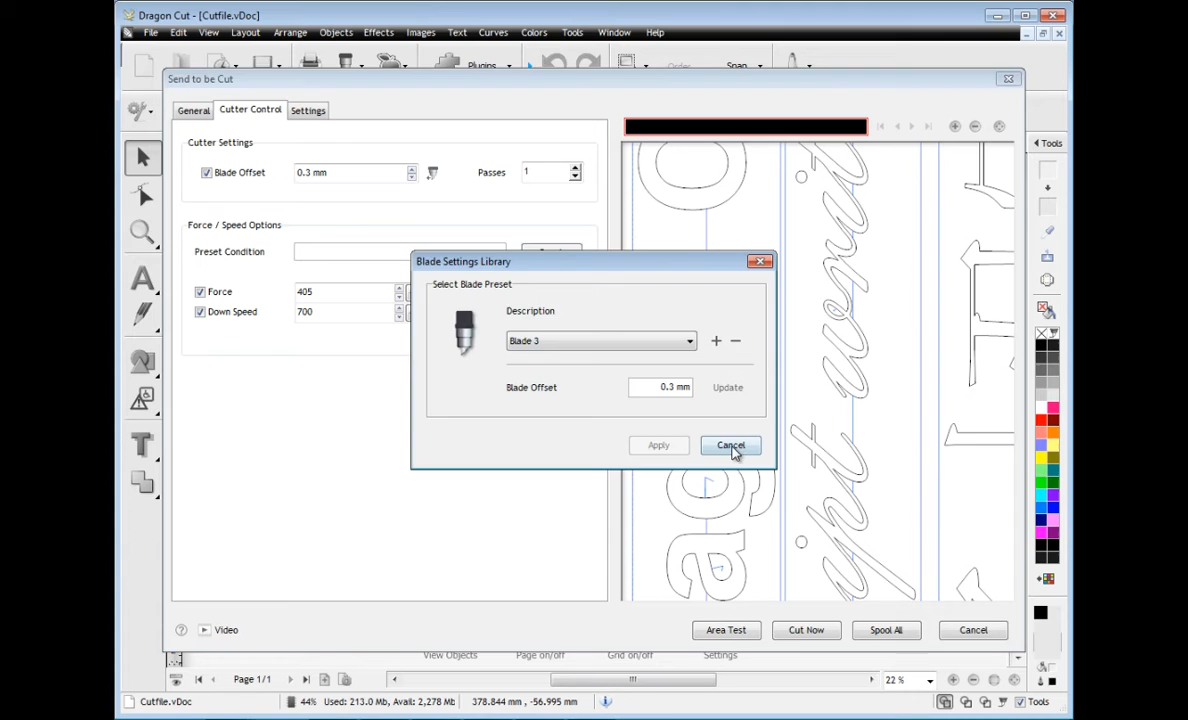 Dragon Cut - [Cutfile.vDoc]
File Edit View Layout Arrange Objects Effects Images Text Curves Colors Tools Window Help
Plugins
Snap
Send to be Cut
General Cutter Control Settings
Tools
Cutter Settings
Blade Offset 0.3 mm Passes 1
Force / Speed Options
Preset Condition
Blade Settings Library
Select Blade Preset
Force 405
Down Speed 700
Description
Blade 3
Blade Offset 0.3 mm Update
Apply Cancel
Video Area Test Cut Now Spool All Cancel
View Objects Page on/off Grid on/off Settings
Page 1/1 22 %
Cutfile.vDoc 44% Used: 213.0 Mb, Avail: 2,278 Mb 378.844 mm , -56.995 mm Tools